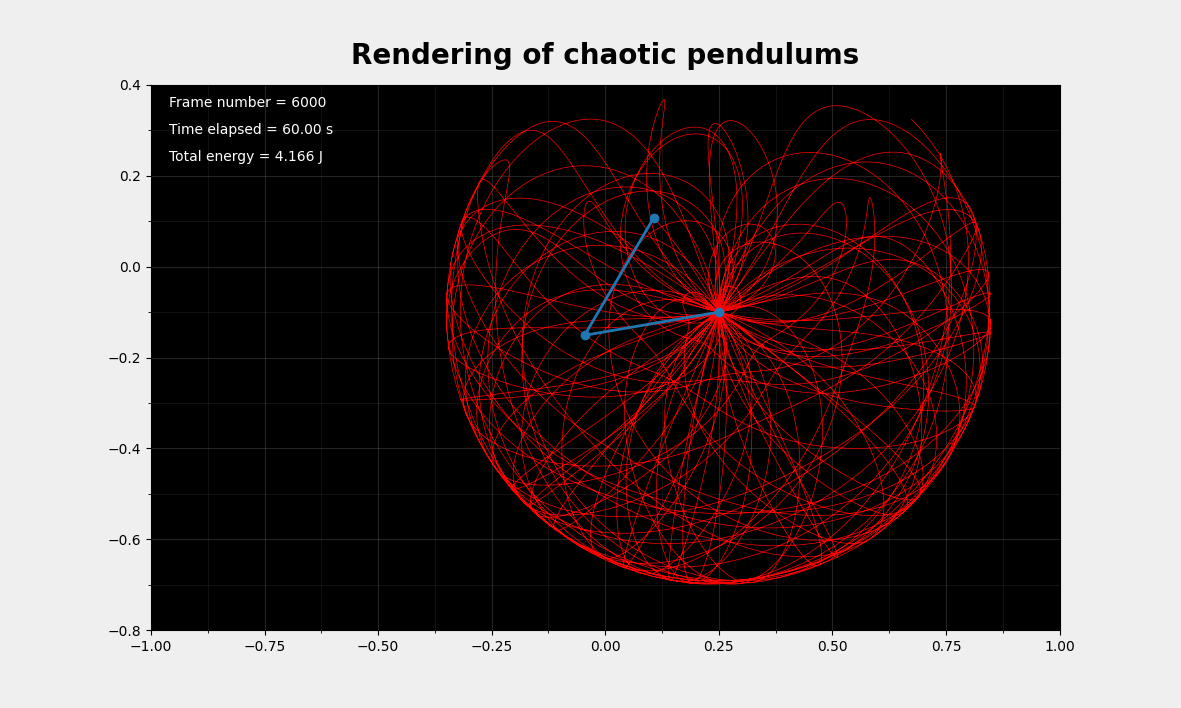 Rendering of chaotic pendulums
Frame number = 6000
Time elapsed = 60.00 s
Total energy = 4.166 J
0.4
0.2
0.0
−0.2
−0.4
−0.6
−0.8
−1.00 −0.75 −0.50 −0.25 0.00 0.25 0.50 0.75 1.00